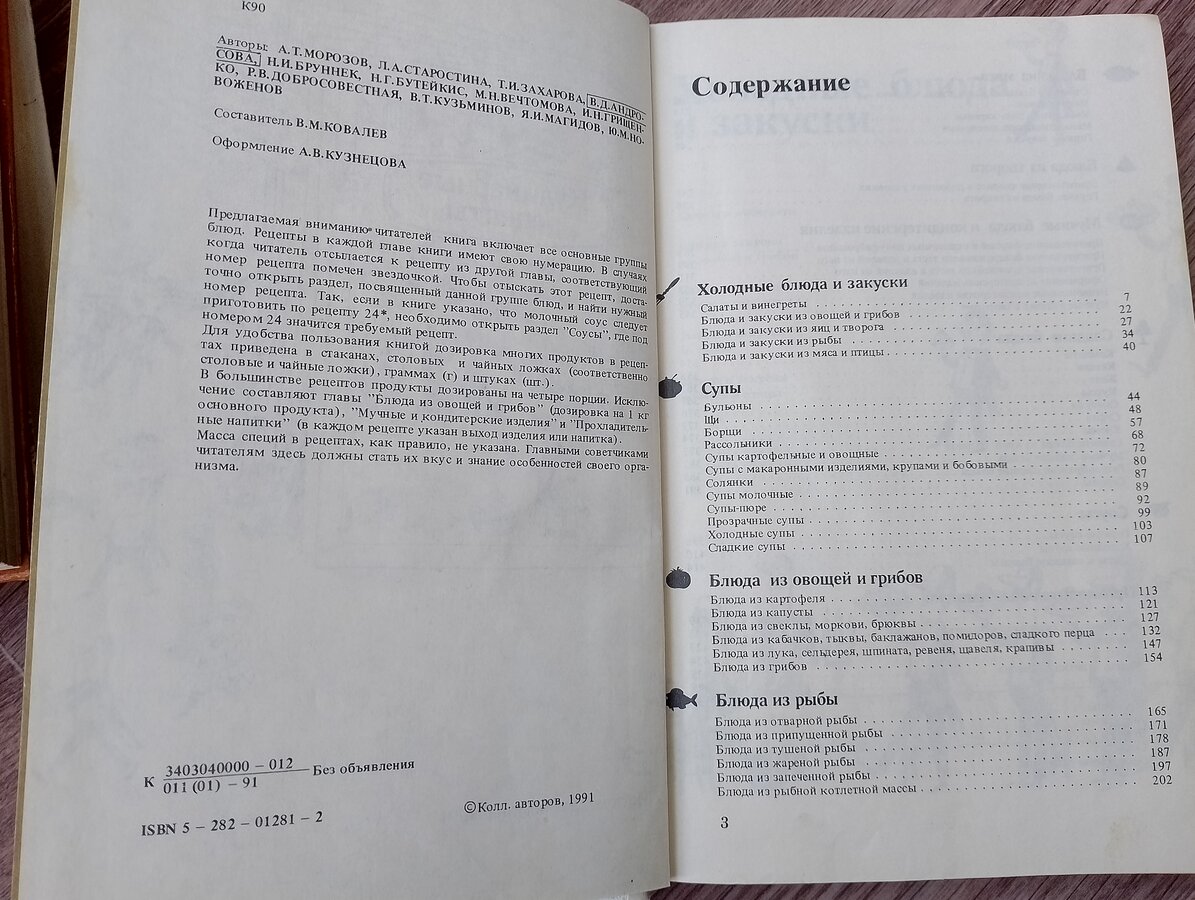 К90
Авторы: А.Т.МОРОЗОВ, Л.А.СТАРОСТИНА, Т.И.ЗАХАРОВА, В.Д.АНДРО-
СОВА, Н.И.БРУННЕК, Н.Г.БУТЕЙКИС, М.Н.ВЕЧТОМОВА, И.Н.ГРИЩЕН-
КО, Р.В.ДОБРОСОВЕСТНАЯ, В.Т.КУЗЬМИНОВ, Я.И.МАГИДОВ, Ю.М.НО-
ВОЖЕНОВ
Составитель В.М.КОВАЛЕВ
Оформление А.В.КУЗНЕЦОВА
Предлагаемая вниманию читателей книга включает все основные группы
блюд. Рецепты в каждой главе книги имеют свою нумерацию. В случаях
когда читатель отсылается к рецепту из другой главы, соответствующий
номер рецепта помечен звездочкой. Чтобы отыскать этот рецепт, доста-
точно открыть раздел, посвященный данной группе блюд, и найти нужный
номер рецепта. Так, если в книге указано, что молочный соус следует
приготовить по рецепту 24*, необходимо открыть раздел "Соусы", где под
номером 24 значится требуемый рецепт.
Для удобства пользования книгой дозировка многих продуктов в рецеп-
тах приведена в стаканах, столовых и чайных ложках (соответственно
столовые и чайные ложки), граммах (г) и штуках (шт.).
В большинстве рецептов продукты дозированы на четыре порции. Исклю-
чение составляют главы "Блюда из овощей и грибов" (дозировка на 1 кг
основного продукта), "Мучные и кондитерские изделия" и "Прохладитель-
ные напитки" (в каждом рецепте указан выход изделия или напитка).
Масса специй в рецептах, как правило, не указана. Главными советчиками
читателям здесь должны стать их вкус и знание особенностей своего орга-
низма.
К 3403040000 – 012
011 (01) – 91 Без объявления
ISBN 5 – 282 – 01281 – 2
©Колл. авторов, 1991
Содержание
Холодные блюда и закуски
Салаты и винегреты 7
Блюда и закуски из овощей и грибов 22
Блюда и закуски из яиц и творога 27
Блюда и закуски из рыбы 34
Блюда и закуски из мяса и птицы 40
Супы
Бульоны 44
Щи 48
Борщи 57
Рассольники 68
Супы картофельные и овощные 72
Супы с макаронными изделиями, крупами и бобовыми 80
Солянки 87
Супы молочные 89
Супы-пюре 92
Прозрачные супы 99
Холодные супы 103
Сладкие супы 107
Блюда из овощей и грибов
Блюда из картофеля 113
Блюда из капусты 121
Блюда из свеклы, моркови, брюквы 127
Блюда из кабачков, тыквы, баклажанов, помидоров, сладкого перца 132
Блюда из лука, сельдерея, шпината, ревеня, щавеля, крапивы 147
Блюда из грибов 154
Блюда из рыбы
Блюда из отварной рыбы 165
Блюда из припущенной рыбы 171
Блюда из тушеной рыбы 178
Блюда из жареной рыбы 187
Блюда из запеченной рыбы 197
Блюда из рыбной котлетной массы 202
3